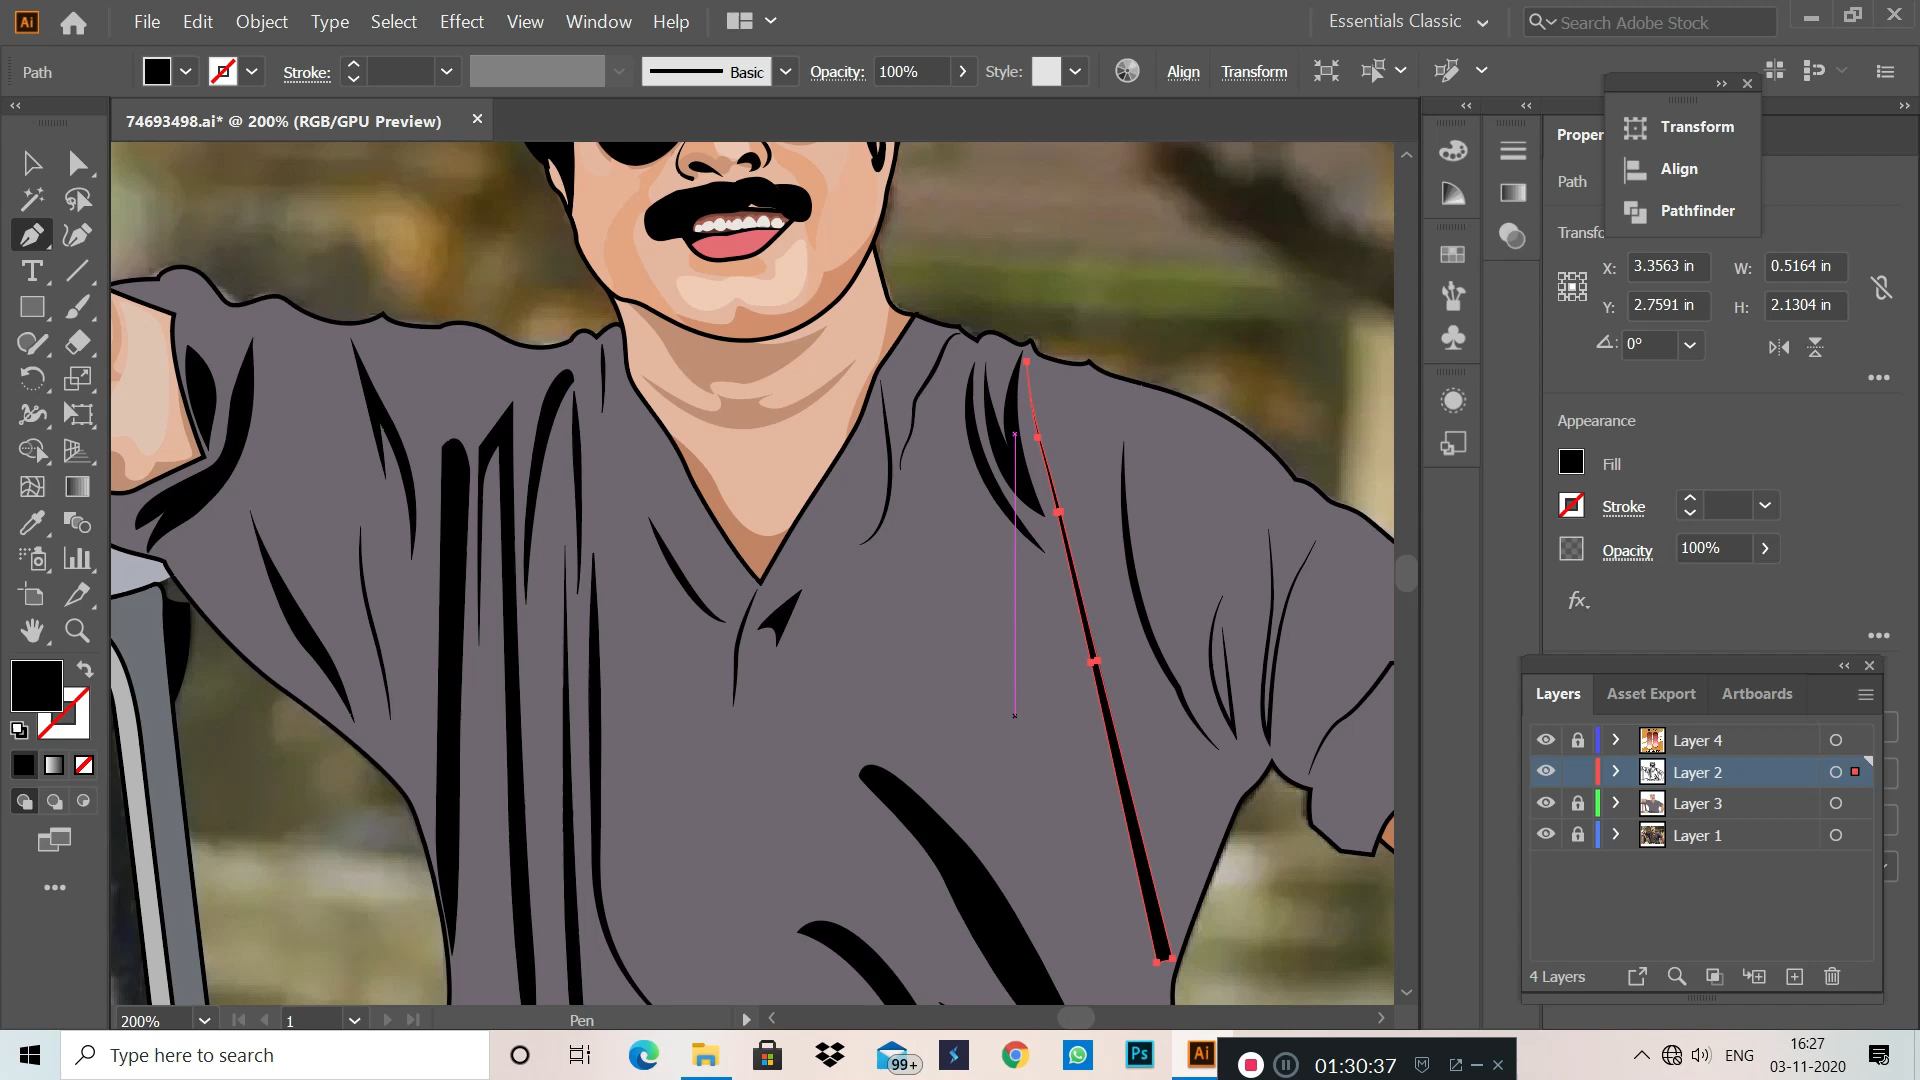 Ai File Edit Object Type Select Effect View Window Help Essentials Classic Search Adobe Stock
Path Stroke: Basic Opacity: 100% Style: Align Transform
74693498.ai* @ 200% (RGB/GPU Preview)
Transform
Align
Pathfinder
Proper
Path
Transfo
X: 3.3563 in W: 0.5164 in
Y: 2.7591 in H: 2.1304 in
0°
Appearance
Fill
Stroke
Opacity 100%
fx.
Layers Asset Export Artboards
Layer 4
Layer 2
Layer 3
Layer 1
4 Layers
200% 1 Pen
Type here to search 99+ Ps Ai 01:30:37 ENG
16:27
03-11-2020